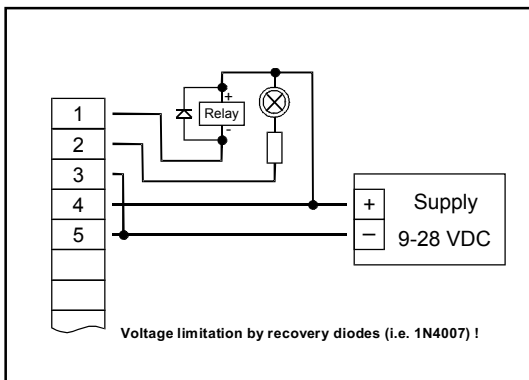 +
1
Relay
-
2
3
4
+
Supply
5
–
9-28 VDC
Voltage limitation by recovery diodes (i.e. 1N4007) !